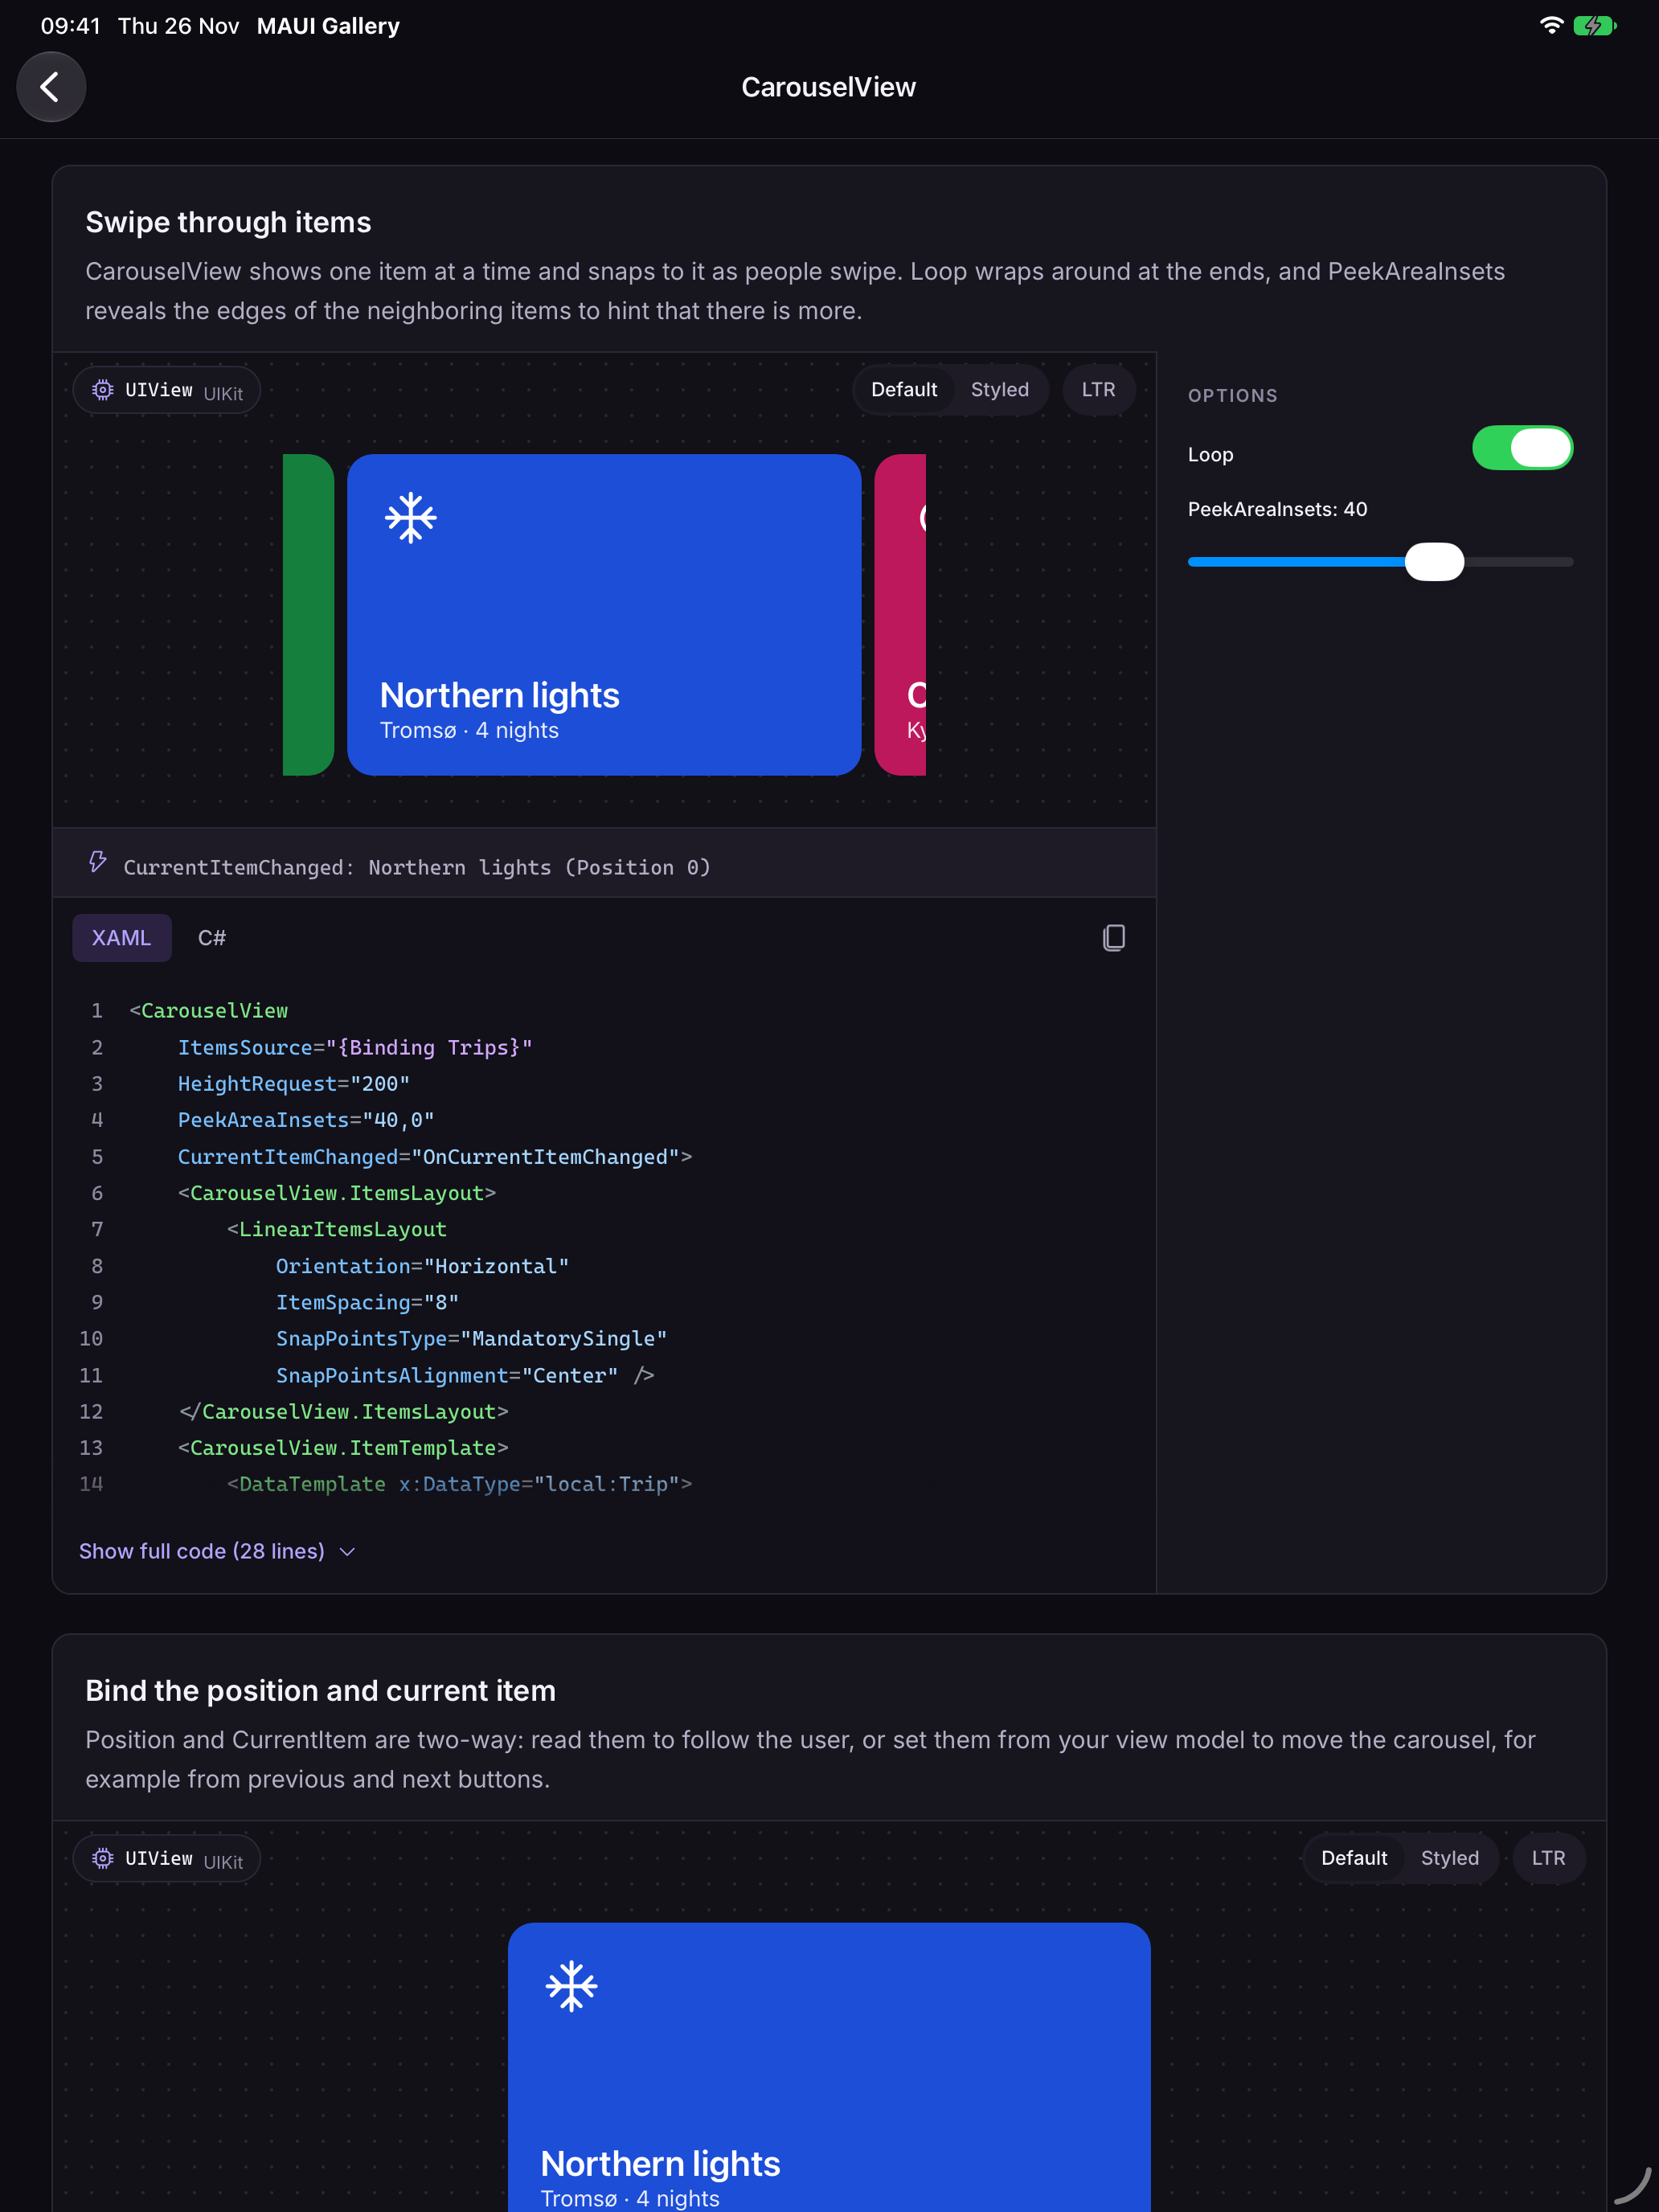 09:41 Thu 26 Nov MAUI Gallery
CarouselView
Swipe through items
CarouselView shows one item at a time and snaps to it as people swipe. Loop wraps around at the ends, and PeekAreaInsets
reveals the edges of the neighboring items to hint that there is more.
UIView UIKit
Default Styled LTR
OPTIONS
Loop
PeekAreaInsets: 40
Northern lights
Tromsø · 4 nights
C
Ky
CurrentItemChanged: Northern lights (Position 0)
XAML C#
1 <CarouselView
2 ItemsSource="{Binding Trips}"
3 HeightRequest="200"
4 PeekAreaInsets="40,0"
5 CurrentItemChanged="OnCurrentItemChanged">
6 <CarouselView.ItemsLayout>
7 <LinearItemsLayout
8 Orientation="Horizontal"
9 ItemSpacing="8"
10 SnapPointsType="MandatorySingle"
11 SnapPointsAlignment="Center" />
12 </CarouselView.ItemsLayout>
13 <CarouselView.ItemTemplate>
14 <DataTemplate x:DataType="local:Trip">
Show full code (28 lines)
Bind the position and current item
Position and CurrentItem are two-way: read them to follow the user, or set them from your view model to move the carousel, for
example from previous and next buttons.
UIView UIKit
Default Styled LTR
Northern lights
Tromsø · 4 nights